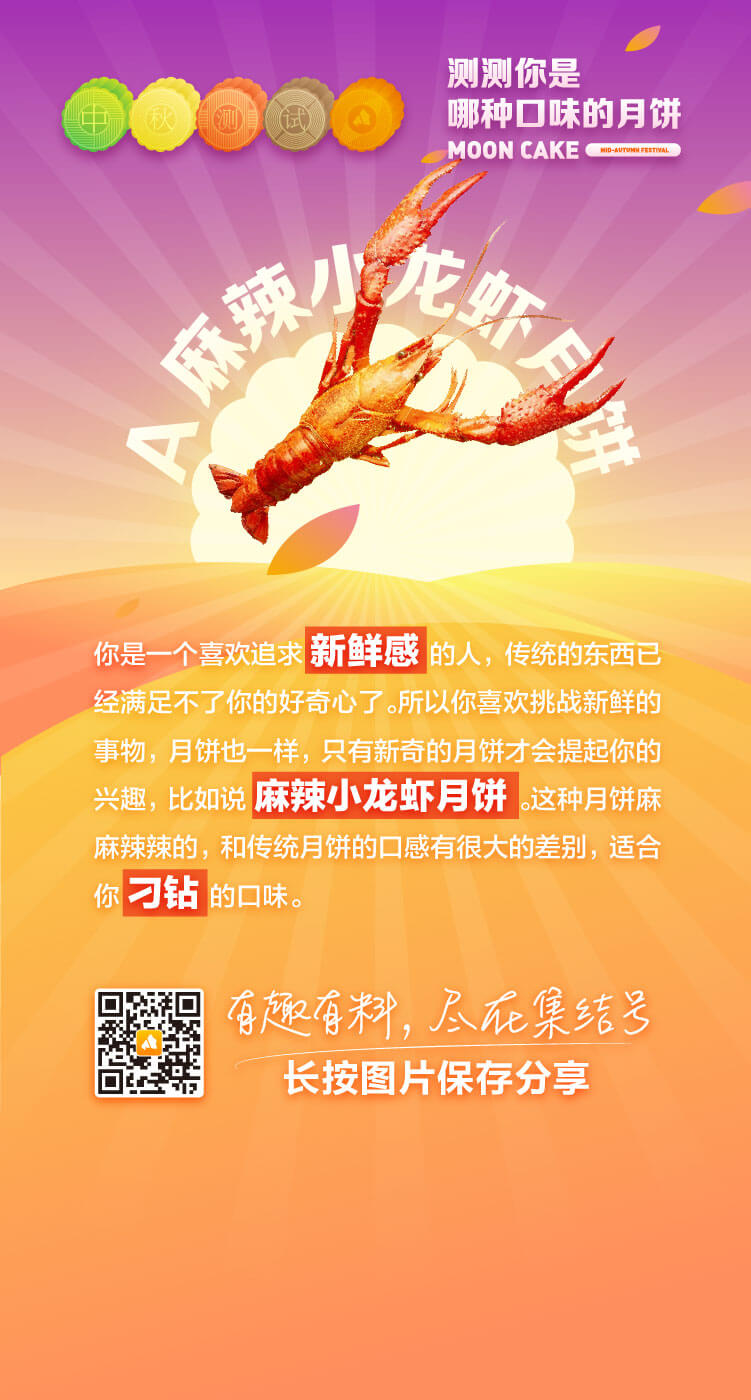 中秋测试
测测你是
哪种口味的月饼
MOON CAKE
MID-AUTUMN FESTIVAL
A麻辣小龙虾月饼
你是一个喜欢追求新鲜感的人，传统的东西已
经满足不了你的好奇心了。所以你喜欢挑战新鲜的
事物，月饼也一样，只有新奇的月饼才会提起你的
兴趣，比如说麻辣小龙虾月饼。这种月饼麻
麻辣辣的，和传统月饼的口感有很大的差别，适合
你刁钻的口味。
有趣有料，尽在集结号
长按图片保存分享